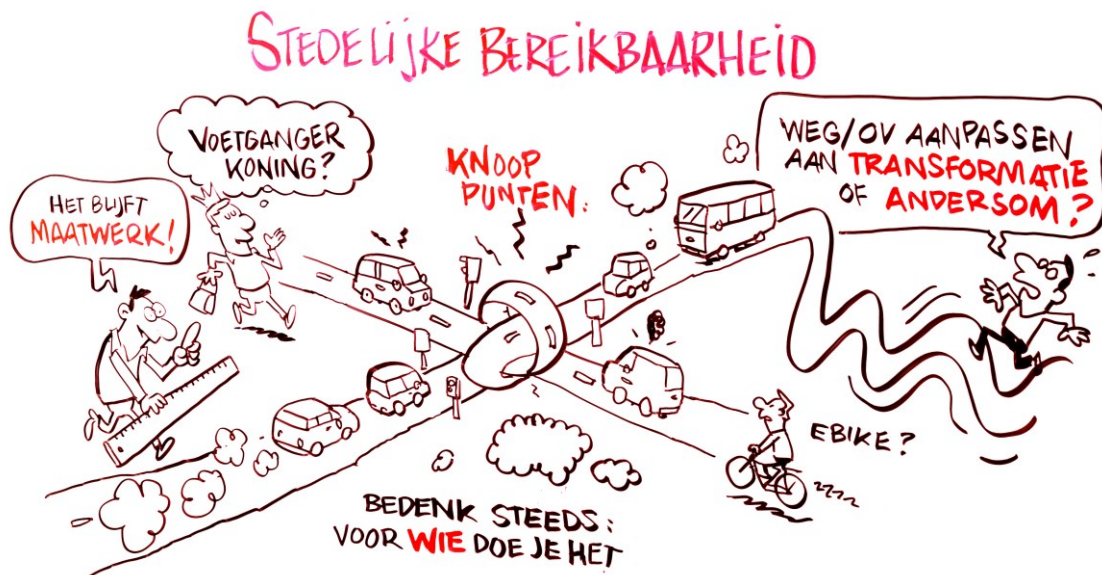 STEDELIJKE BEREIKBAARHEID
HET BLIJFT
MAATWERK!
VOETGANGER
KONING?
KNOOP
PUNTEN:
WEG/OV AANPASSEN
AAN TRANSFORMATIE
OF ANDERSOM?
EBIKE?
BEDENK STEEDS:
VOOR WIE DOE JE HET